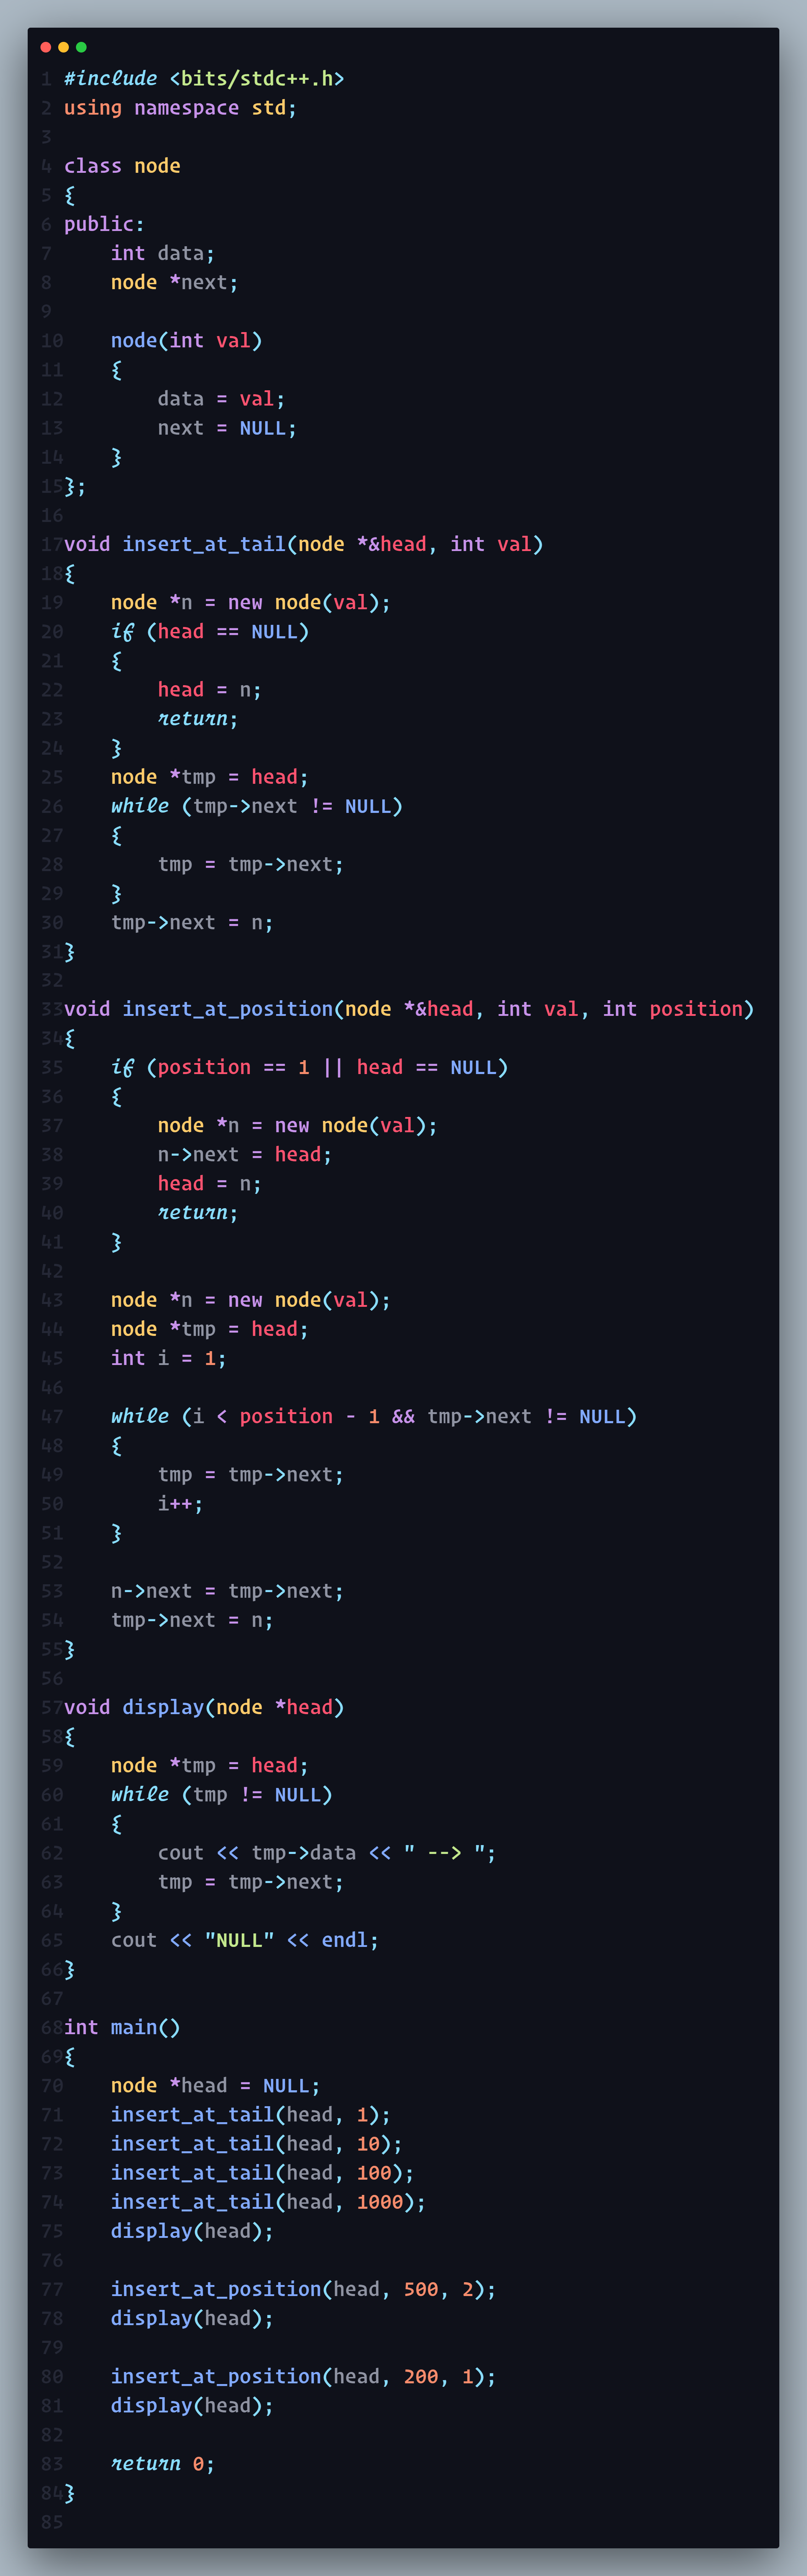 1 #include <bits/stdc++.h>
2 using namespace std;
3
4 class node
5 {
6 public:
7     int data;
8     node *next;
9
10     node(int val)
11     {
12         data = val;
13         next = NULL;
14     }
15 };
16
17 void insert_at_tail(node *&head, int val)
18 {
19     node *n = new node(val);
20     if (head == NULL)
21     {
22         head = n;
23         return;
24     }
25     node *tmp = head;
26     while (tmp->next != NULL)
27     {
28         tmp = tmp->next;
29     }
30     tmp->next = n;
31 }
32
33 void insert_at_position(node *&head, int val, int position)
34 {
35     if (position == 1 || head == NULL)
36     {
37         node *n = new node(val);
38         n->next = head;
39         head = n;
40         return;
41     }
42
43     node *n = new node(val);
44     node *tmp = head;
45     int i = 1;
46
47     while (i < position - 1 && tmp->next != NULL)
48     {
49         tmp = tmp->next;
50         i++;
51     }
52
53     n->next = tmp->next;
54     tmp->next = n;
55 }
56
57 void display(node *head)
58 {
59     node *tmp = head;
60     while (tmp != NULL)
61     {
62         cout << tmp->data << " --> ";
63         tmp = tmp->next;
64     }
65     cout << "NULL" << endl;
66 }
67
68 int main()
69 {
70     node *head = NULL;
71     insert_at_tail(head, 1);
72     insert_at_tail(head, 10);
73     insert_at_tail(head, 100);
74     insert_at_tail(head, 1000);
75     display(head);
76
77     insert_at_position(head, 500, 2);
78     display(head);
79
80     insert_at_position(head, 200, 1);
81     display(head);
82
83     return 0;
84 }
85